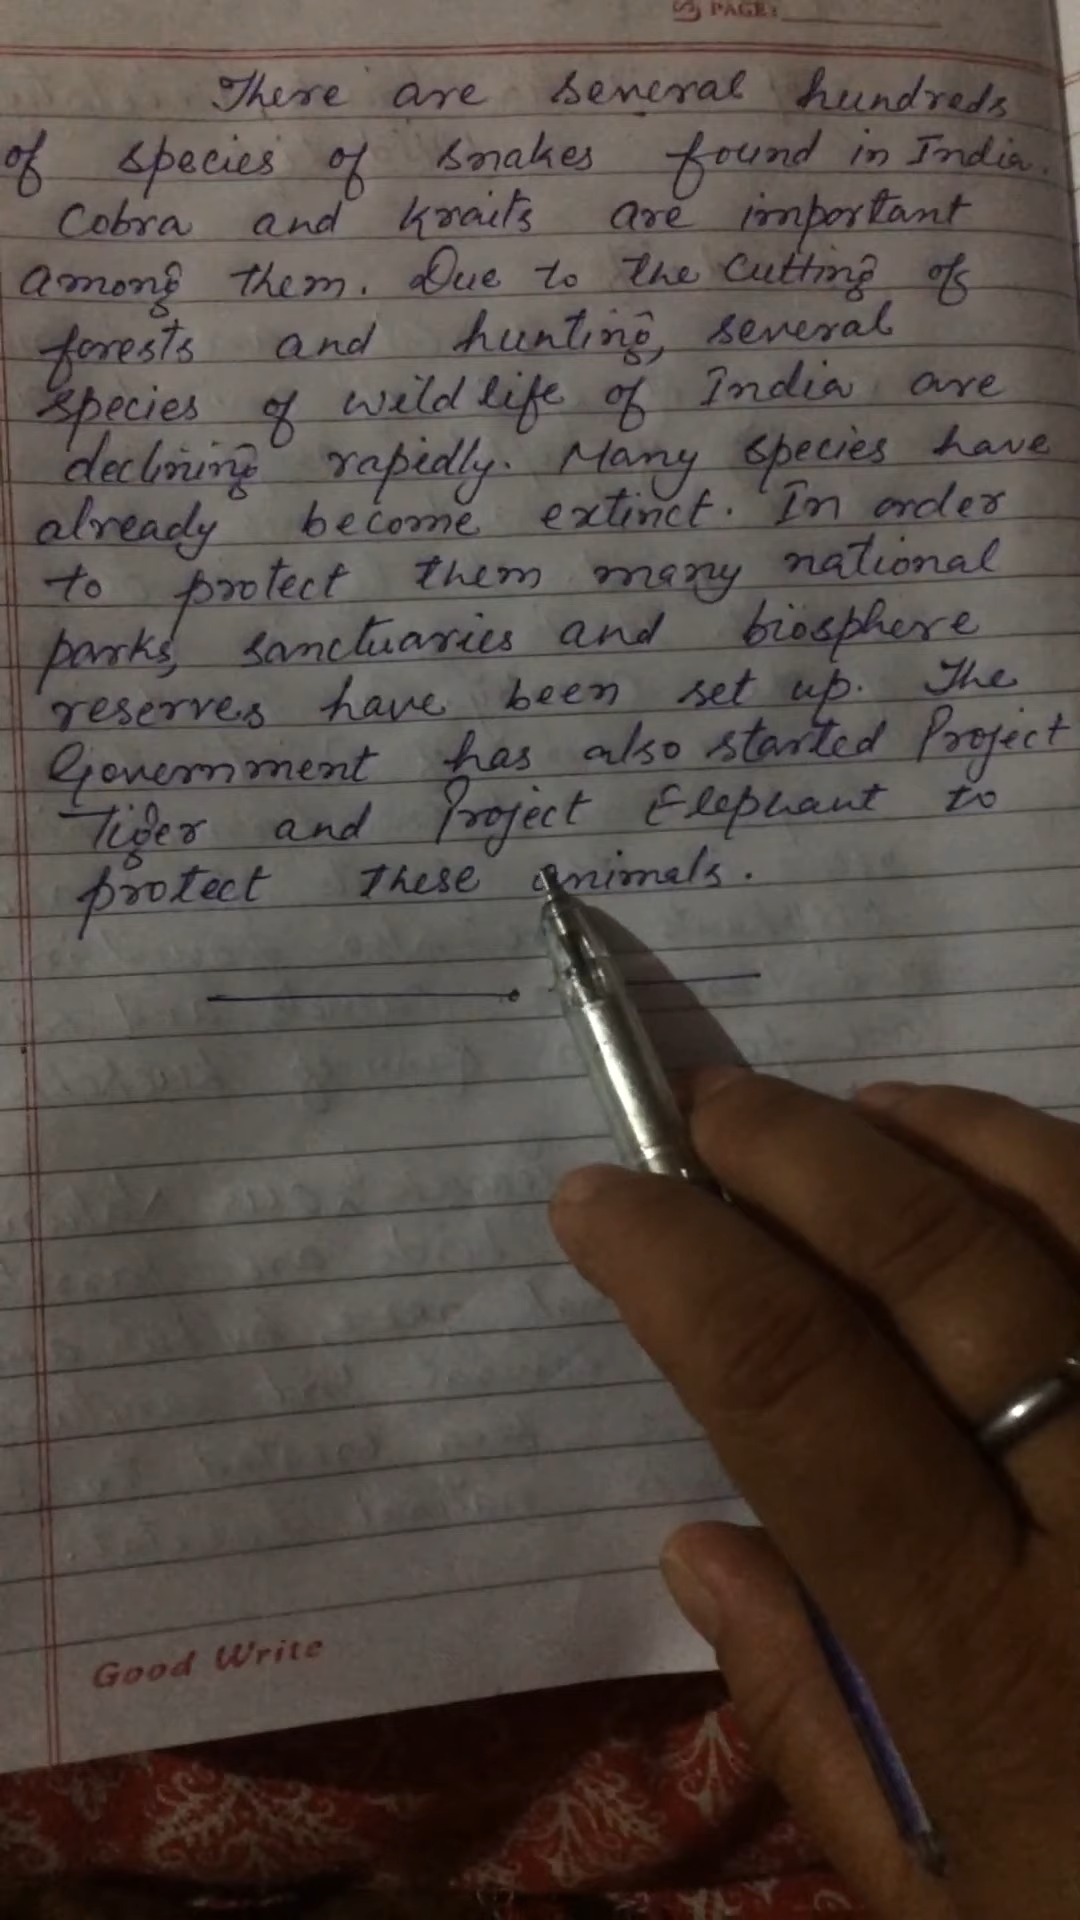 PAGE:
There are several hundreds
of species of snakes found in India.
Cobra and kraits are important
among them. Due to the cutting of
forests and hunting, several
species of wild life of India are
declining rapidly. Many species have
already become extinct. In order
to protect them many national
parks, sanctuaries and biosphere
reserves have been set up. The
Government has also started Project
Tiger and Project Elephant to
protect these animals.
Good Write